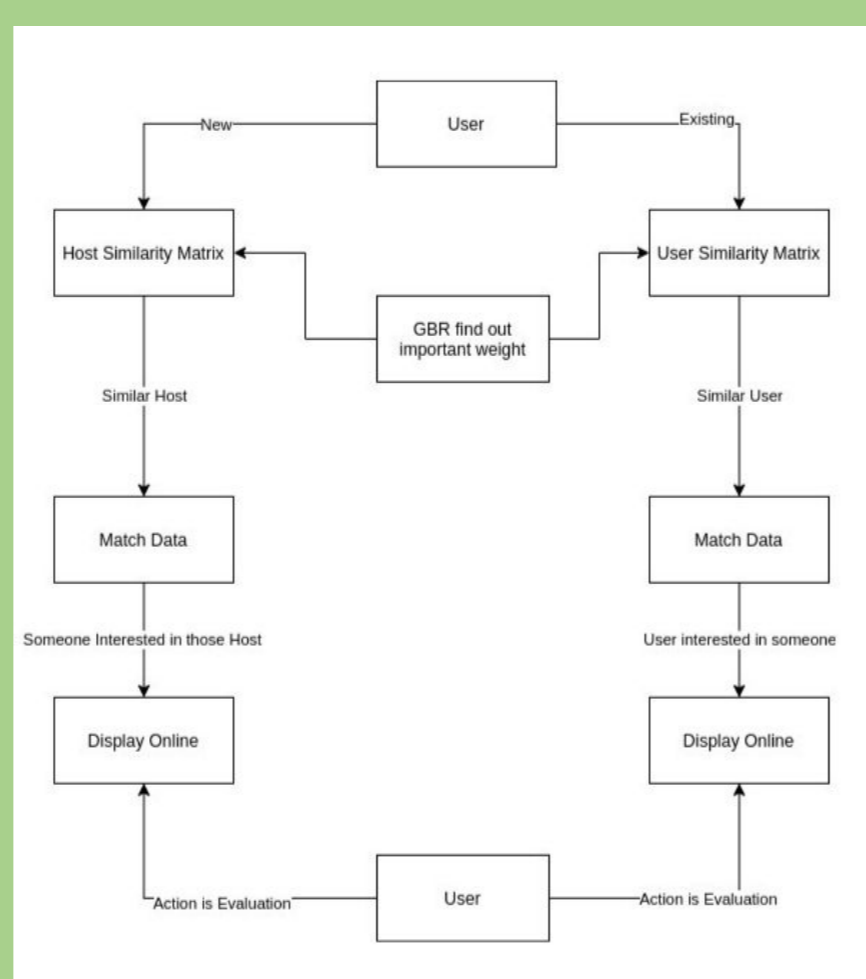 User
New
Existing
Host Similarity Matrix
User Similarity Matrix
GBR find out
important weight
Similar Host
Similar User
Match Data
Match Data
Someone Interested in those Host
User interested in someone
Display Online
Display Online
User
Action is Evaluation
Action is Evaluation